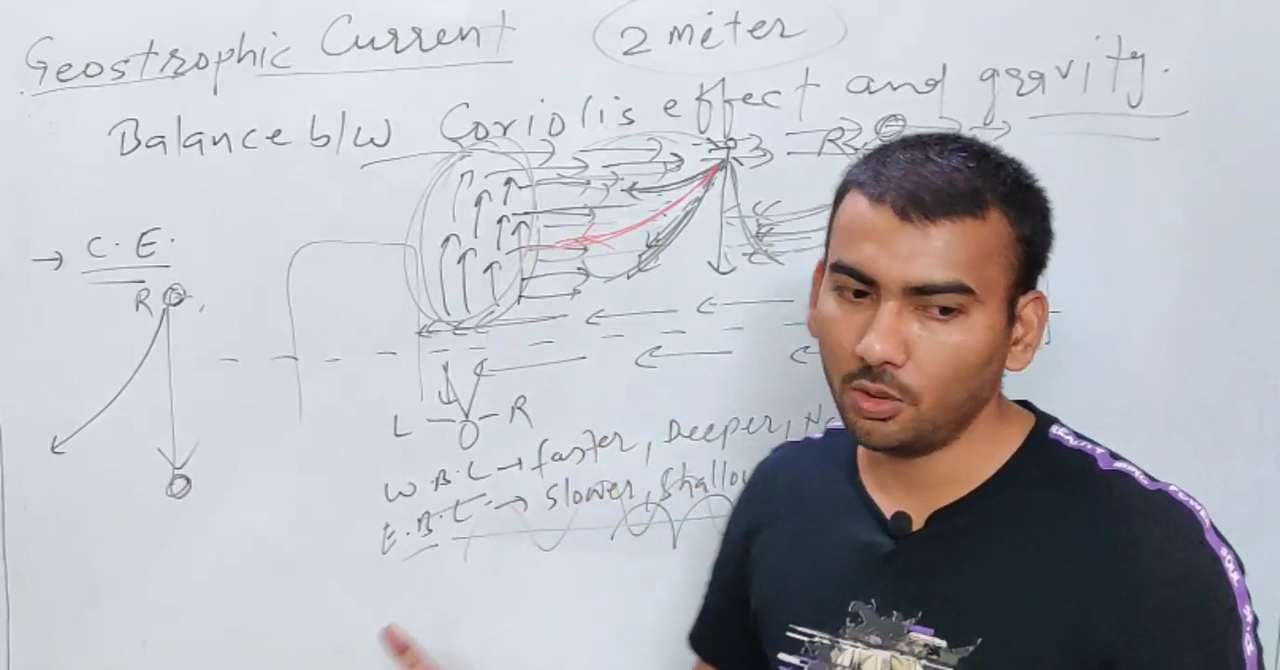 Geostrophic Current 2 meter
Balance b/w Coriolis effect and gravity.
R
→ C.E.
R
L R
W.B.C → faster, Deeper,
E.B.C → Slower, Shallow